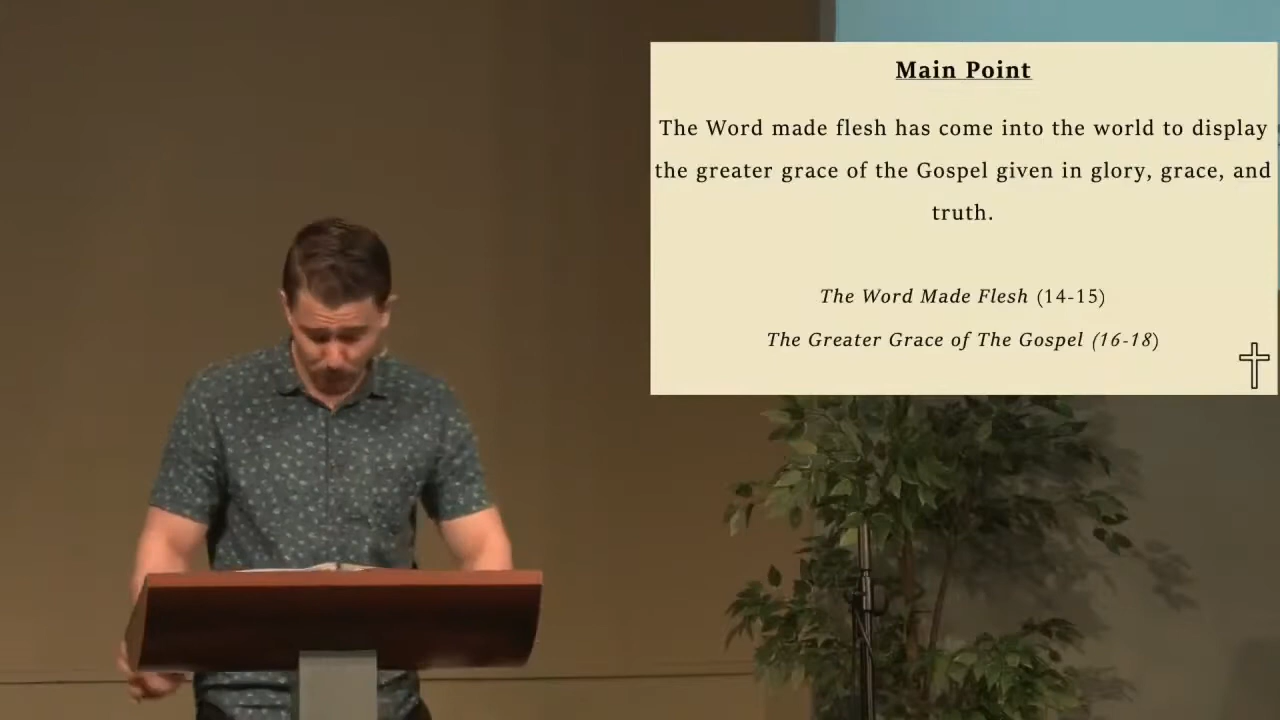 Main Point
The Word made flesh has come into the world to display
the greater grace of the Gospel given in glory, grace, and
truth.
The Word Made Flesh (14-15)
The Greater Grace of The Gospel (16-18)